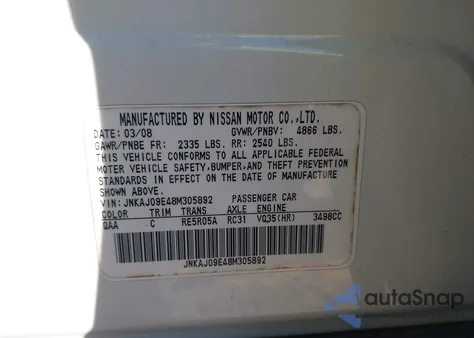 MANUFACTURED BY NISSAN MOTOR CO.,LTD.
DATE: 03/08 GVWR/PNBV: 4866 LBS.
GAWR/PNBE FR: 2335 LBS. RR: 2540 LBS.
THIS VEHICLE CONFORMS TO ALL APPLICABLE FEDERAL
MOTOR VEHICLE SAFETY, BUMPER, AND THEFT PREVENTION
STANDARDS IN EFFECT ON THE DATE OF MANUFACTURE
SHOWN ABOVE.
VIN: JNKAJ09E48M305892 PASSENGER CAR
COLOR TRIM TRANS AXLE ENGINE
QAA C RE5R05A RC31 VQ35(HR) 3498CC
JNKAJ09E48M305892
autoSnap